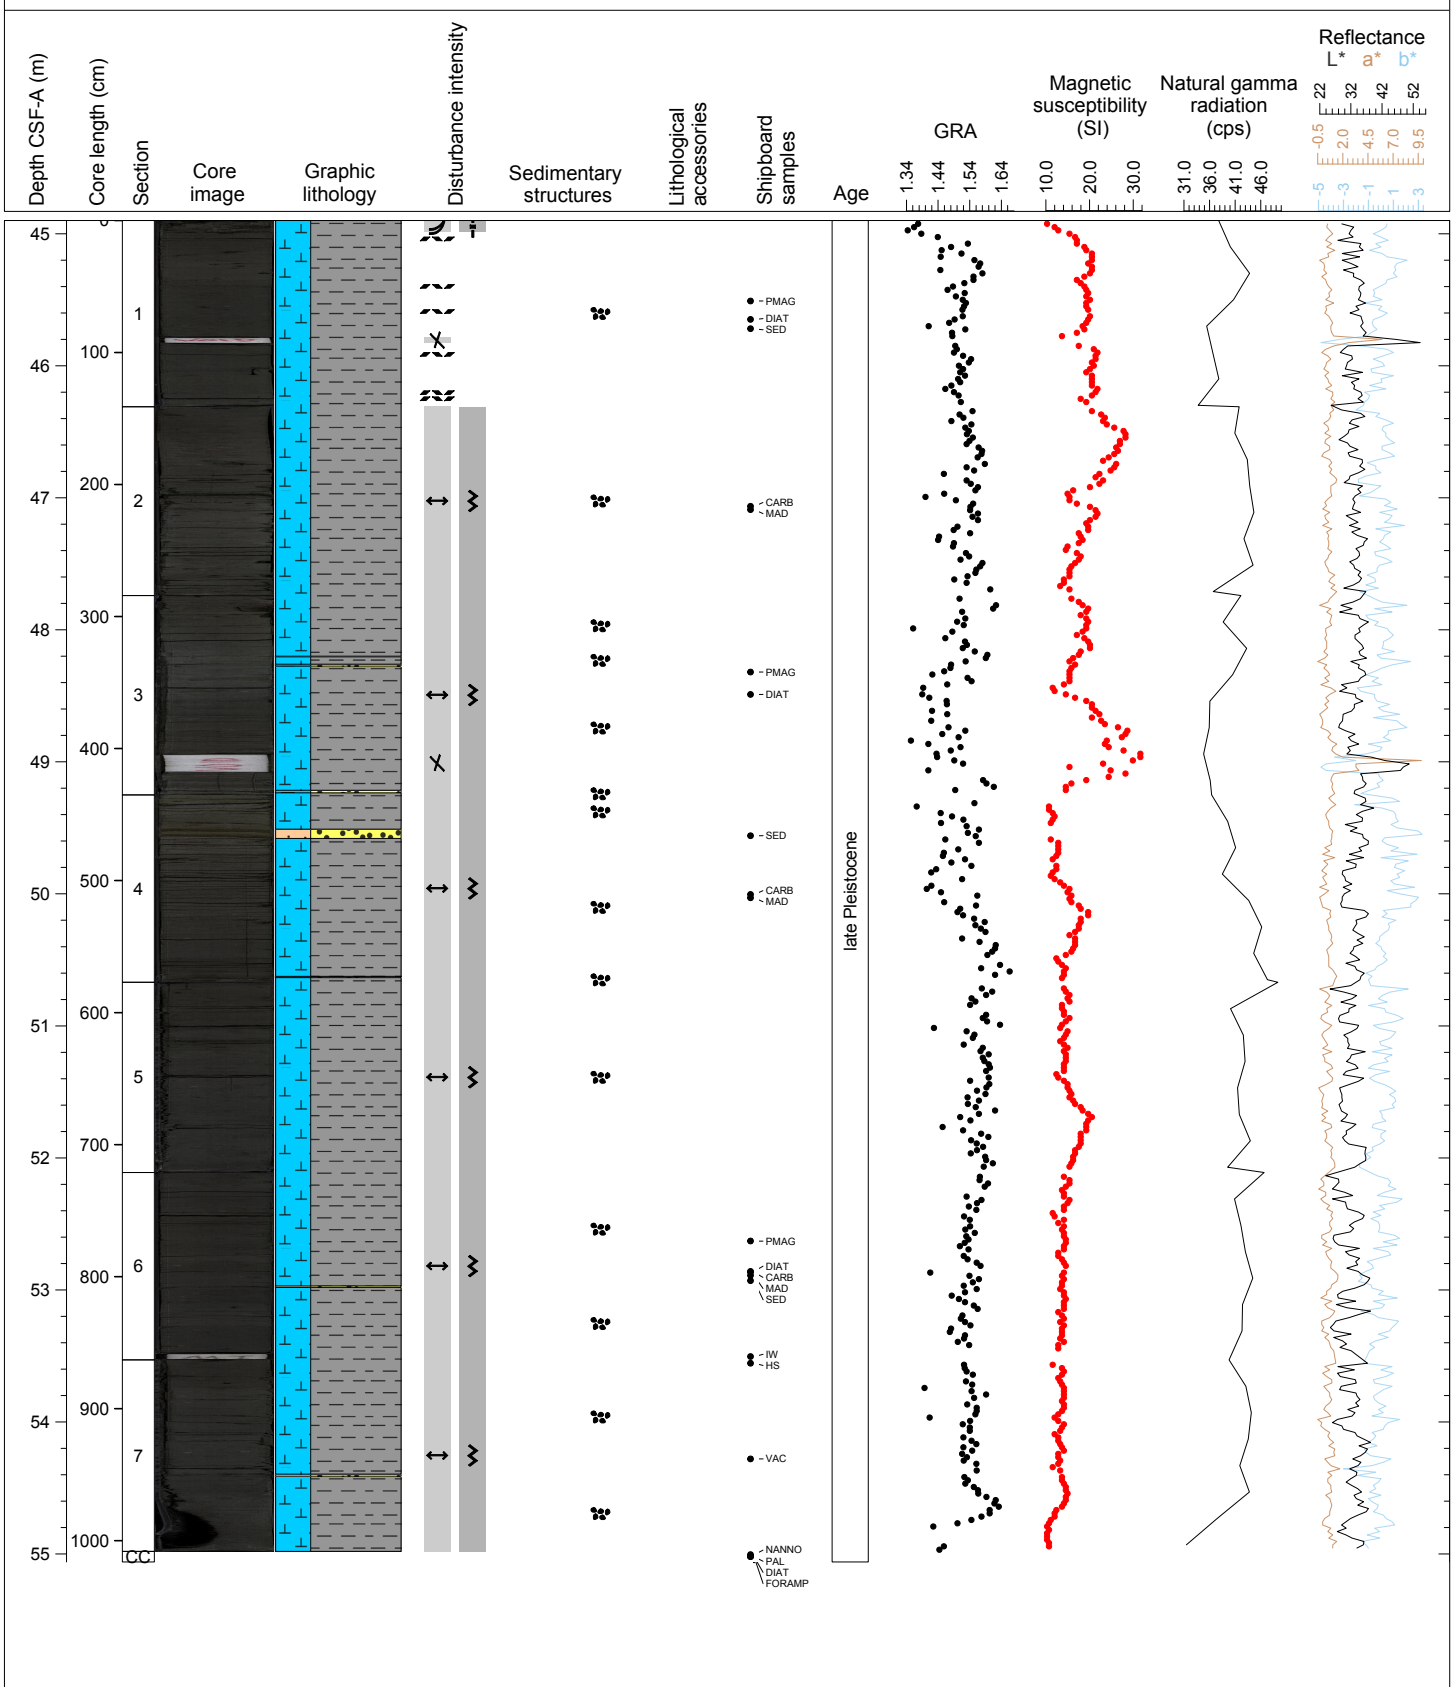 Depth CSF-A (m)
Core length (cm)
Section
Core
image
Graphic
lithology
Disturbance intensity
Sedimentary
structures
Lithological
accessories
Shipboard
samples
Age
GRA
1.34 1.44 1.54 1.64
Magnetic
susceptibility
(SI)
10.0 20.0 30.0
Natural gamma
radiation
(cps)
31.0 36.0 41.0 46.0
Reflectance
L* a* b*
22 32 42 52
-0.5 2.0 4.5 7.0 9.5
-5 -3 -1 1 3
0
45
1
PMAG
DIAT
SED
100
46
200
47
2
CARB
MAD
300
48
3
PMAG
DIAT
400
49
SED
500
50
4
CARB
MAD
late Pleistocene
600
51
5
700
52
6
PMAG
DIAT
CARB
MAD
SED
800
53
IW
HS
900
54
7
VAC
1000
55
CC
NANNO
PAL
DIAT
FORAMP